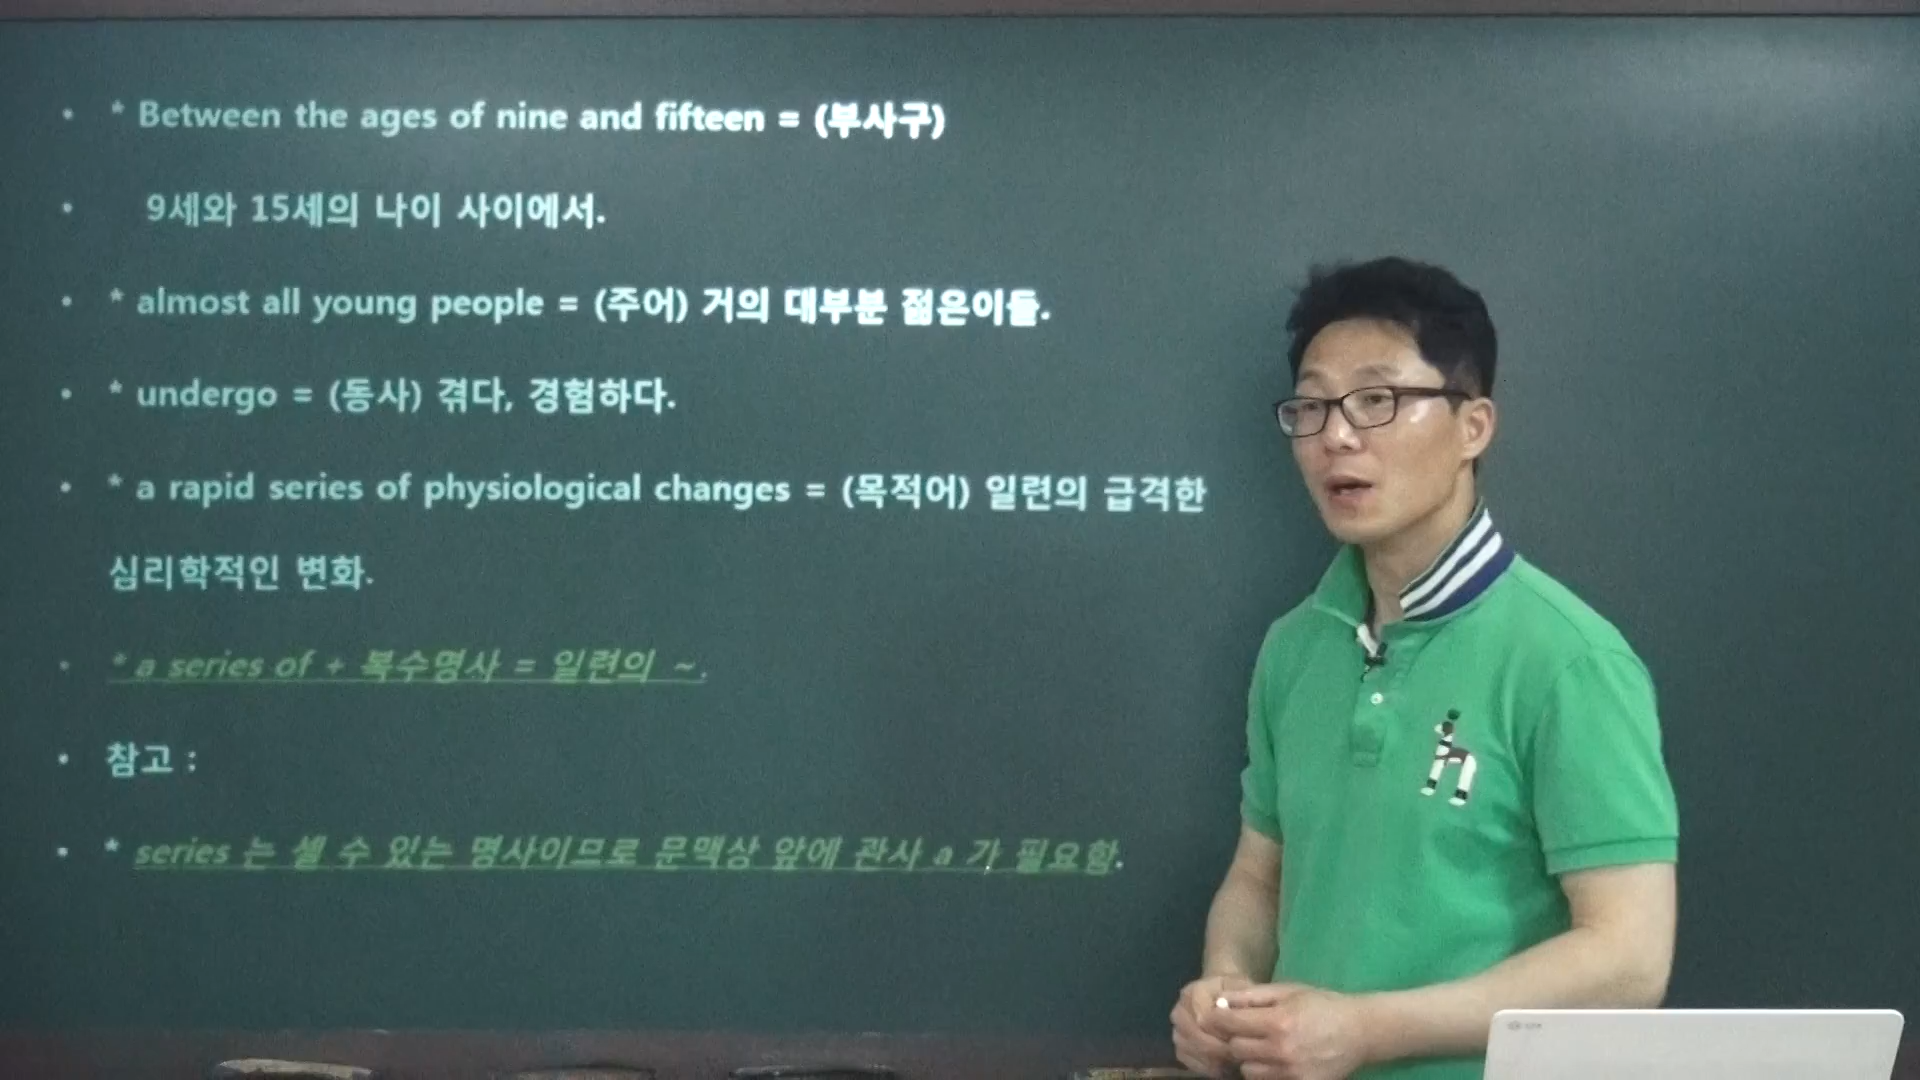 • * Between the ages of nine and fifteen = (부사구)
• 9세와 15세의 나이 사이에서.
• * almost all young people = (주어) 거의 대부분 젊은이들.
• * undergo = (동사) 겪다, 경험하다.
• * a rapid series of physiological changes = (목적어) 일련의 급격한
심리학적인 변화.
• * a series of + 복수명사 = 일련의 ~.
• 참고 :
• * series 는 셀 수 있는 명사이므로 문맥상 앞에 관사 a 가 필요함.